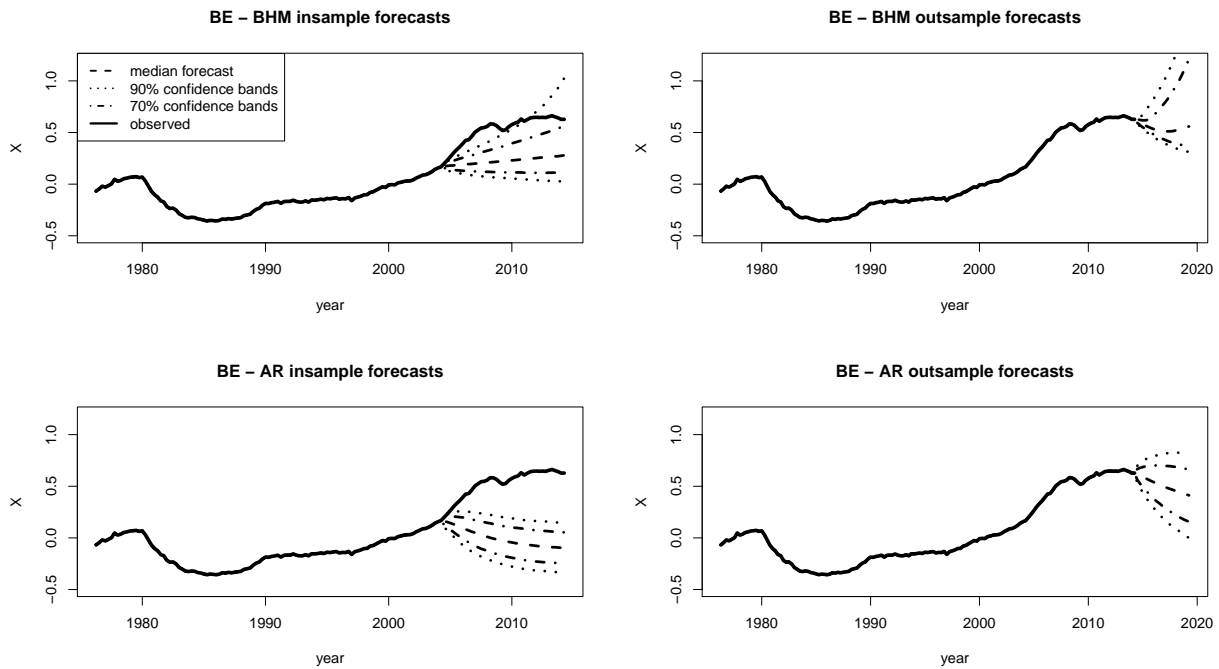 BE − BHM insample forecasts
1.0
0.5
0.0
−0.5
X
median forecast
90% confidence bands
70% confidence bands
observed
1980
1990
2000
2010
year
BE − BHM outsample forecasts
1.0
0.5
0.0
−0.5
X
1980
1990
2000
2010
2020
year
BE − AR insample forecasts
1.0
0.5
0.0
−0.5
X
1980
1990
2000
2010
year
BE − AR outsample forecasts
1.0
0.5
0.0
−0.5
X
1980
1990
2000
2010
2020
year